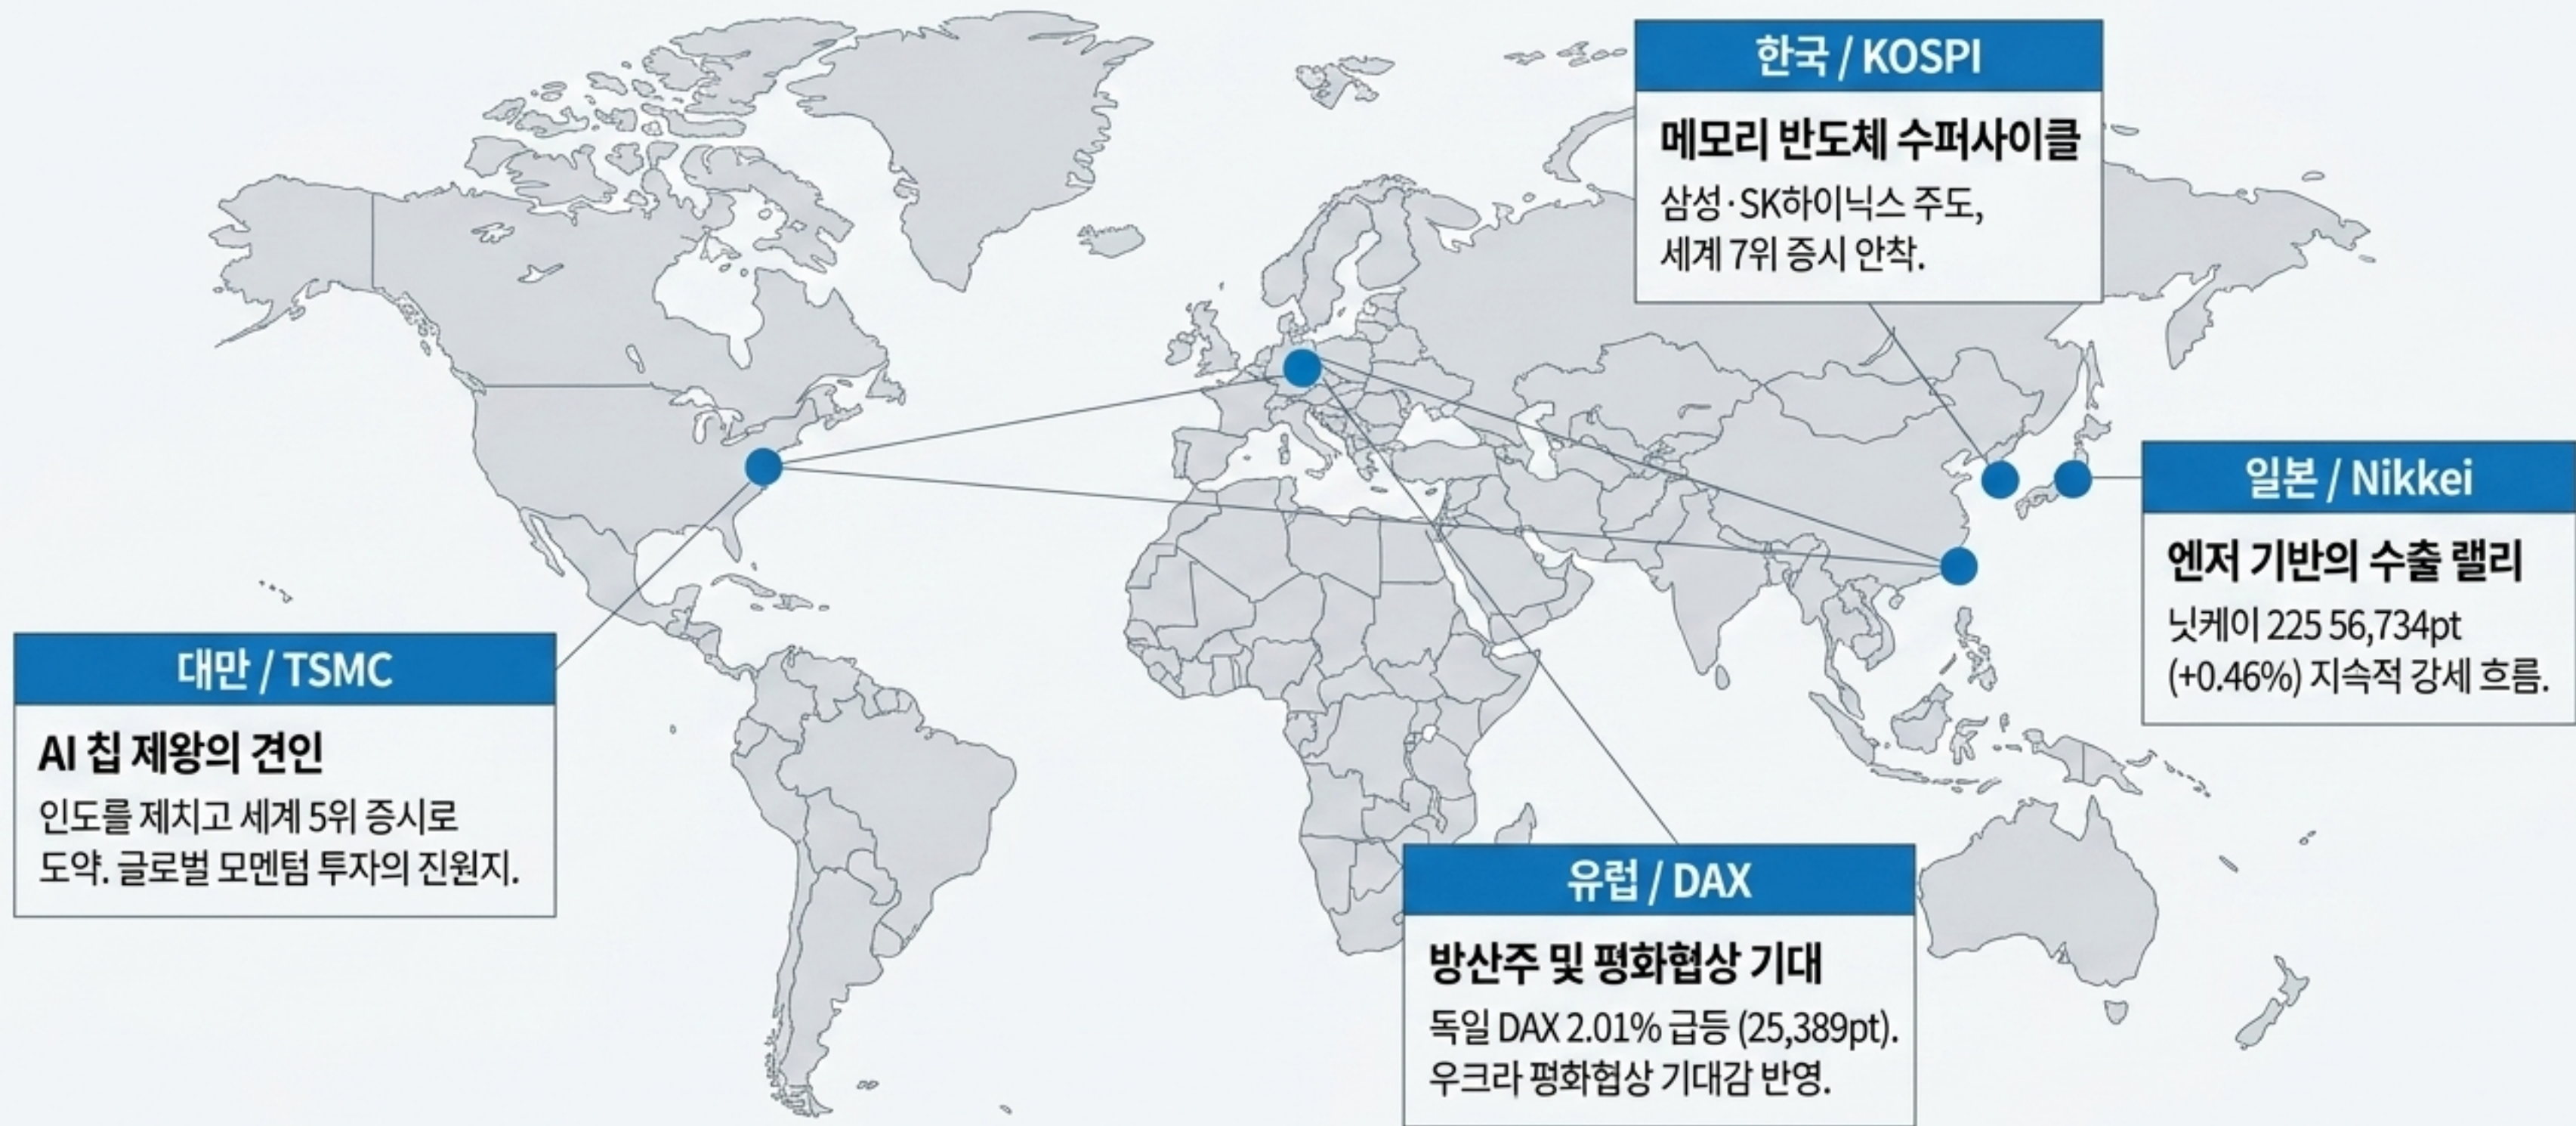 한국 / KOSPI
메모리 반도체 수퍼사이클
삼성·SK하이닉스 주도,
세계 7위 증시 안착.
일본 / Nikkei
엔저 기반의 수출 랠리
닛케이 225 56,734pt
(+0.46%) 지속적 강세 흐름.
대만 / TSMC
AI 칩 제왕의 견인
인도를 제치고 세계 5위 증시로
도약. 글로벌 모멘텀 투자의 진원지.
유럽 / DAX
방산주 및 평화협상 기대
독일 DAX 2.01% 급등 (25,389pt).
우크라 평화협상 기대감 반영.